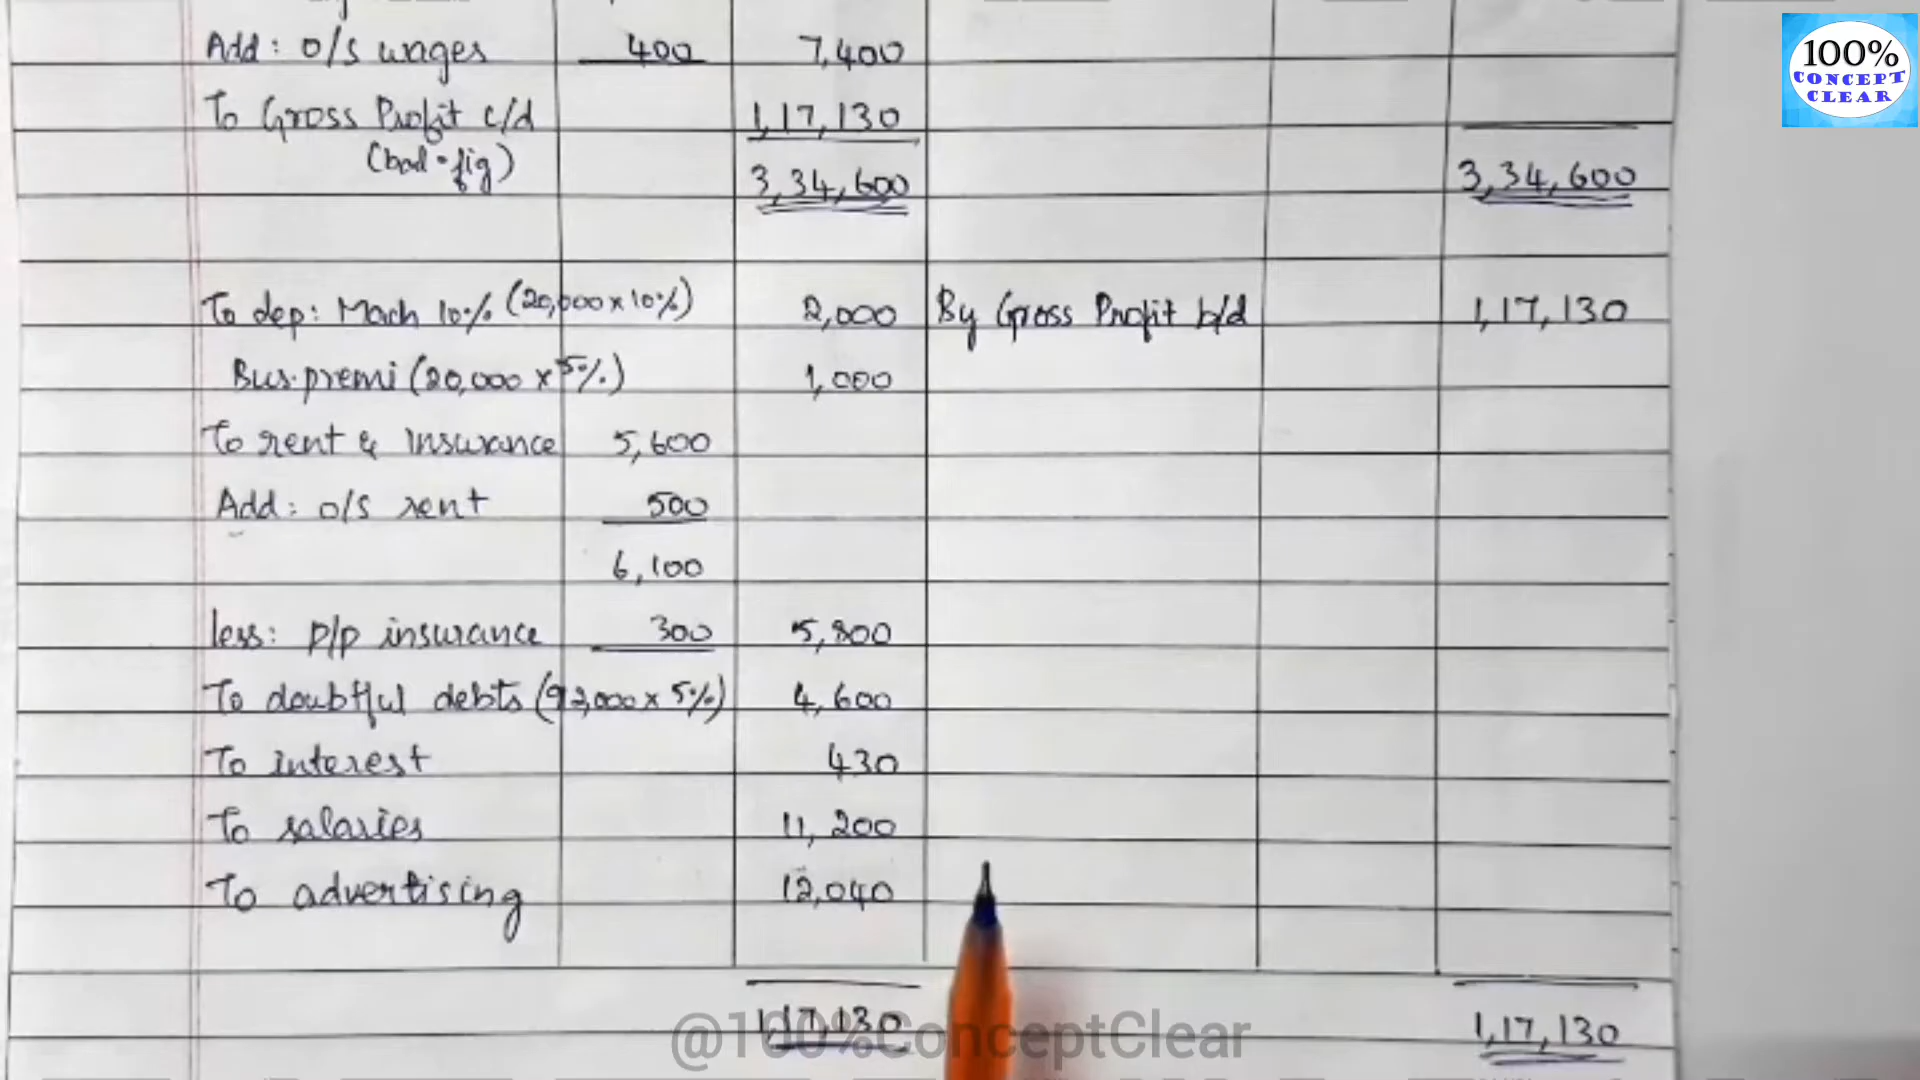 Add: o/s wages 400 7,400
To Gross Profit c/d 1,17,130
(bal.fig) 3,34,600 3,34,600
To dep: Mach 10% (20,000 x 10%) 2,000 By Gross Profit b/d 1,17,130
Bus.premi (20,000 x 5%) 1,000
To rent & insurance 5,600
Add: o/s rent 500
6,100
less: p/p insurance 300 5,800
To doubtful debts (92,000 x 5%) 4,600
To interest 430
To salaries 11,200
To advertising 12,040
1,17,130 1,17,130
100%
CONCEPT
CLEAR
@100%ConceptClear